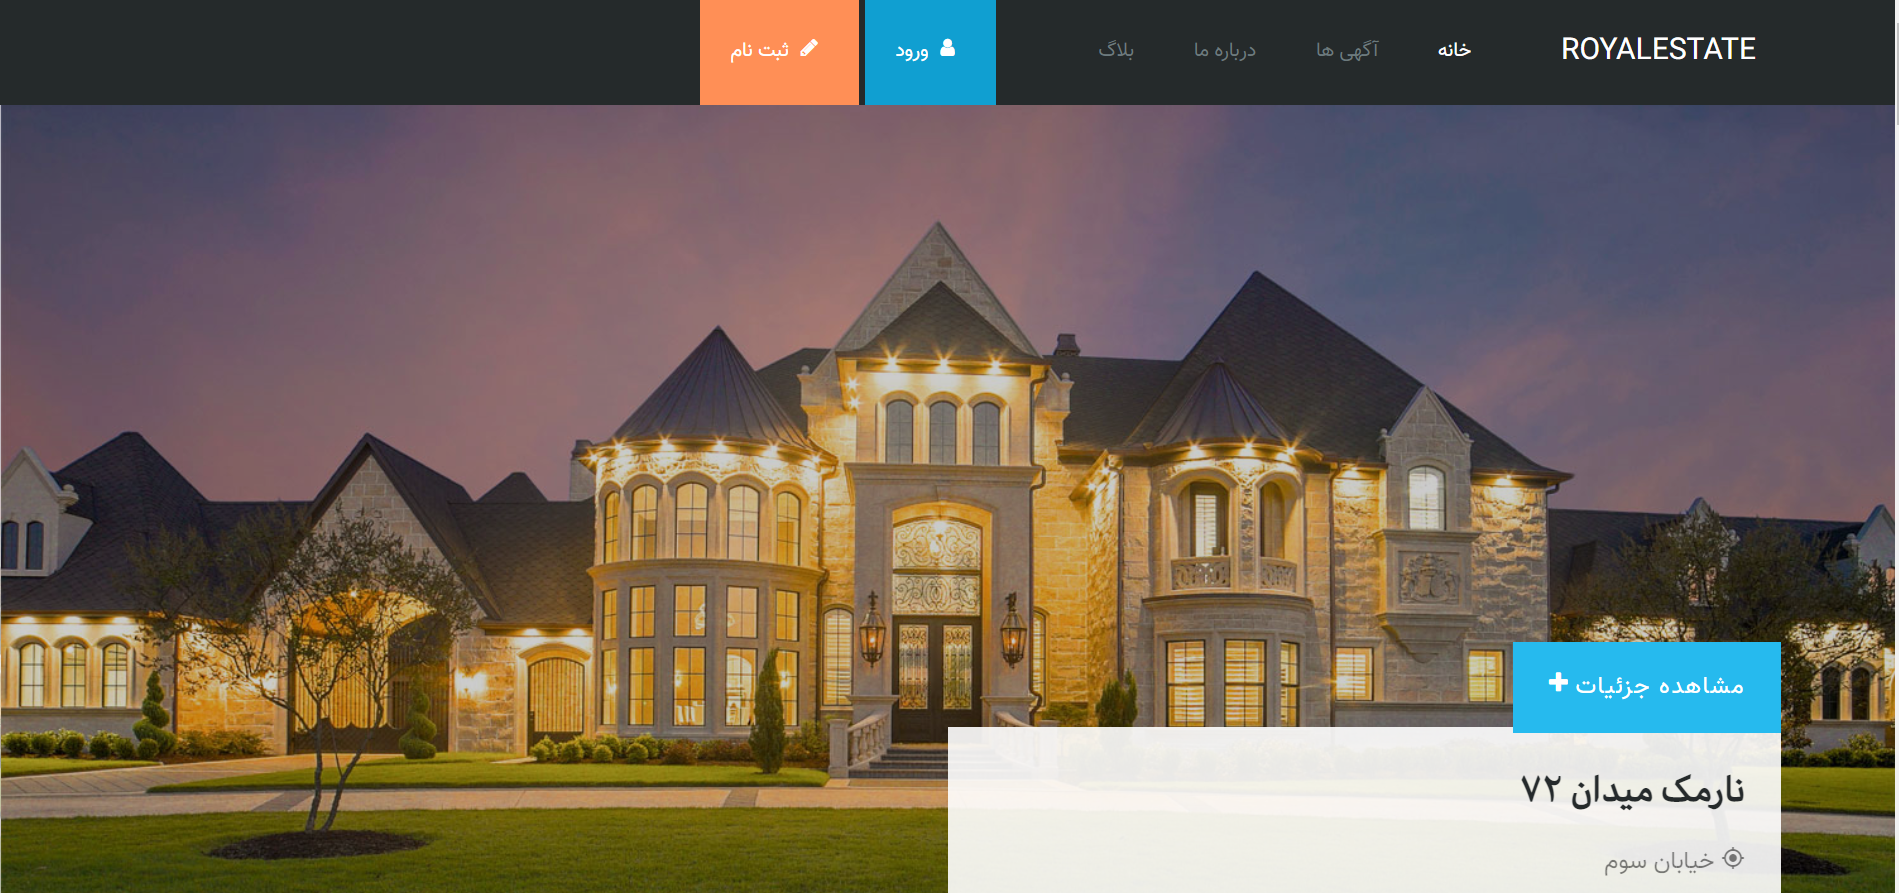 ROYALESTATE
خانه
آگهی ها
درباره ما
بلاگ
ورود
ثبت نام
مشاهده جزئیات
نارمک میدان ۷۲
خیابان سوم